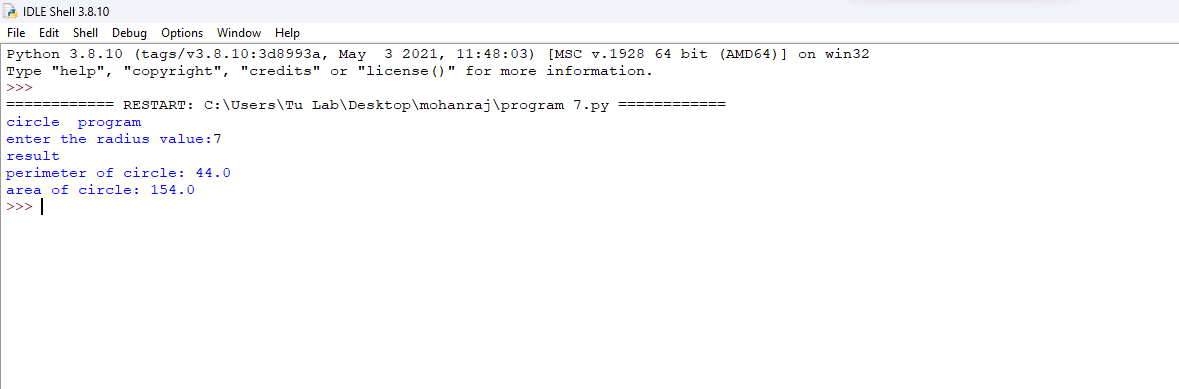 IDLE Shell 3.8.10
File Edit Shell Debug Options Window Help
Python 3.8.10 (tags/v3.8.10:3d8993a, May  3 2021, 11:48:03) [MSC v.1928 64 bit (AMD64)] on win32
Type "help", "copyright", "credits" or "license()" for more information.
>>>
============ RESTART: C:\Users\Tu Lab\Desktop\mohanraj\program 7.py ============
circle  program
enter the radius value:7
result
perimeter of circle: 44.0
area of circle: 154.0
>>>